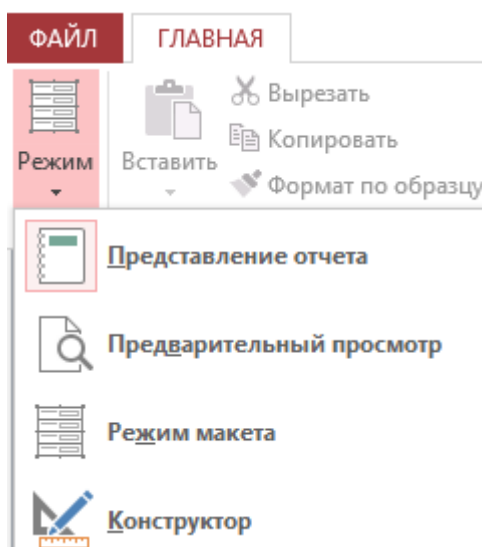 ФАЙЛ ГЛАВНАЯ
Режим
Вставить
Вырезать
Копировать
Формат по образцу
Представление отчета
Предварительный просмотр
Режим макета
Конструктор